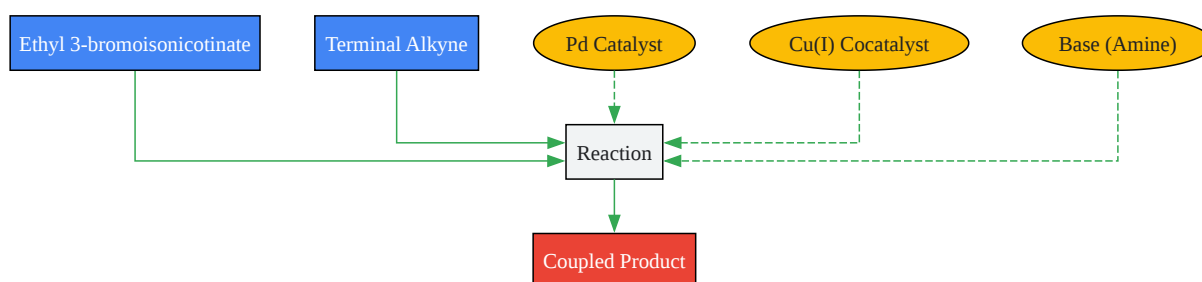 Ethyl 3-bromoisonicotinate
Terminal Alkyne
Pd Catalyst
Cu(I) Cocatalyst
Base (Amine)
Reaction
Coupled Product